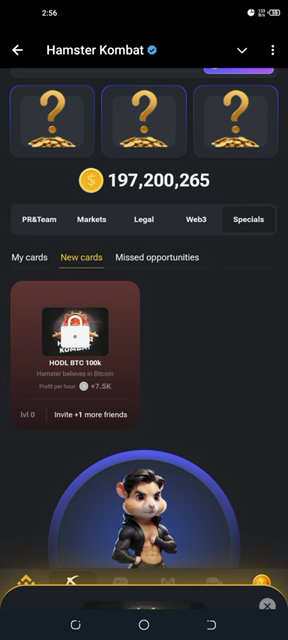 2:56
Hamster Kombat
197,200,265
PR&Team Markets Legal Web3 Specials
My cards New cards Missed opportunities
HODL BTC 100k
Hamster believes in Bitcoin
Profit per hour +7.5K
lvl 0 Invite +1 more friends